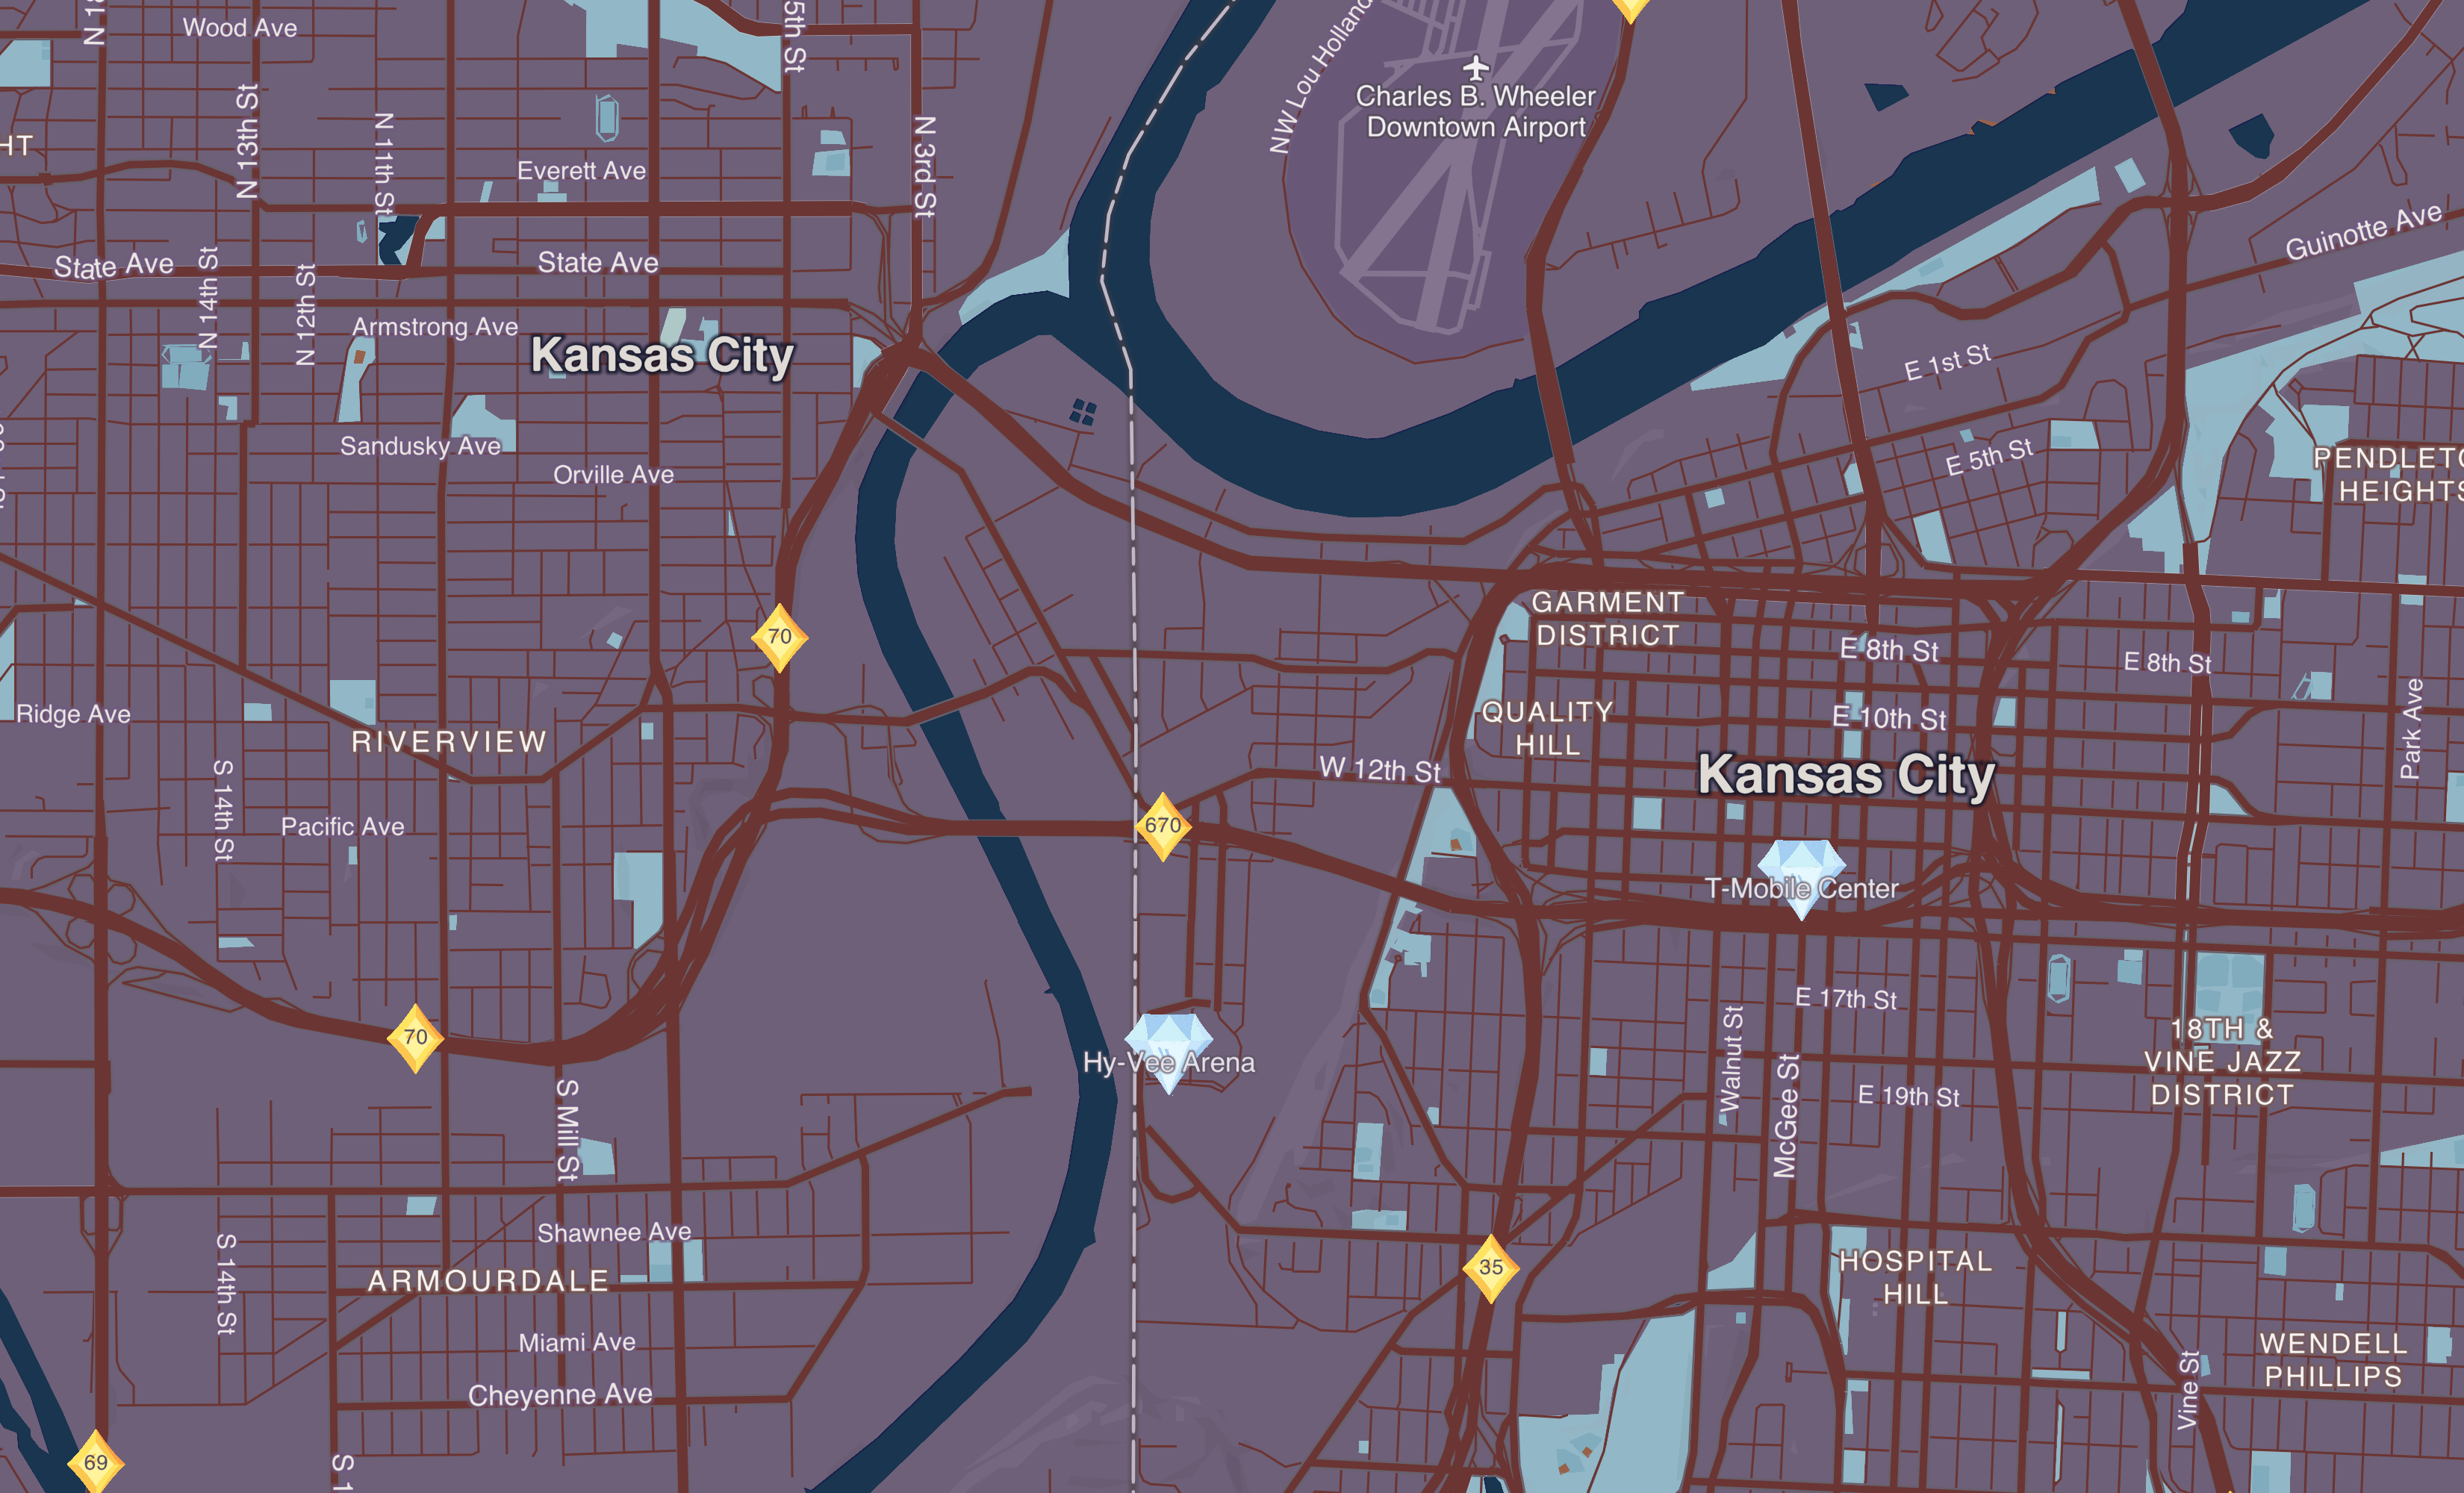 Wood Ave
5th St
NW Lou Holland
Charles B. Wheeler
Downtown Airport
HT
N 13th St
N 11th St
N 3rd St
Everett Ave
Guinotte Ave
State Ave
State Ave
N 14th St
N 12th St
Armstrong Ave
Kansas City
E 1st St
Sandusky Ave
Orville Ave
E 5th St
PENDLETO
HEIGHTS
70
GARMENT
DISTRICT
E 8th St
E 8th St
Ridge Ave
RIVERVIEW
QUALITY
HILL
E 10th St
Park Ave
W 12th St
Kansas City
S 14th St
Pacific Ave
670
T-Mobile Center
70
E 17th St
Hy-Vee Arena
Walnut St
McGee St
18TH &
VINE JAZZ
DISTRICT
E 19th St
S Mill St
Shawnee Ave
S 14th St
ARMOURDALE
35
HOSPITAL
HILL
Miami Ave
WENDELL
PHILLIPS
Cheyenne Ave
Vine St
69
S 1